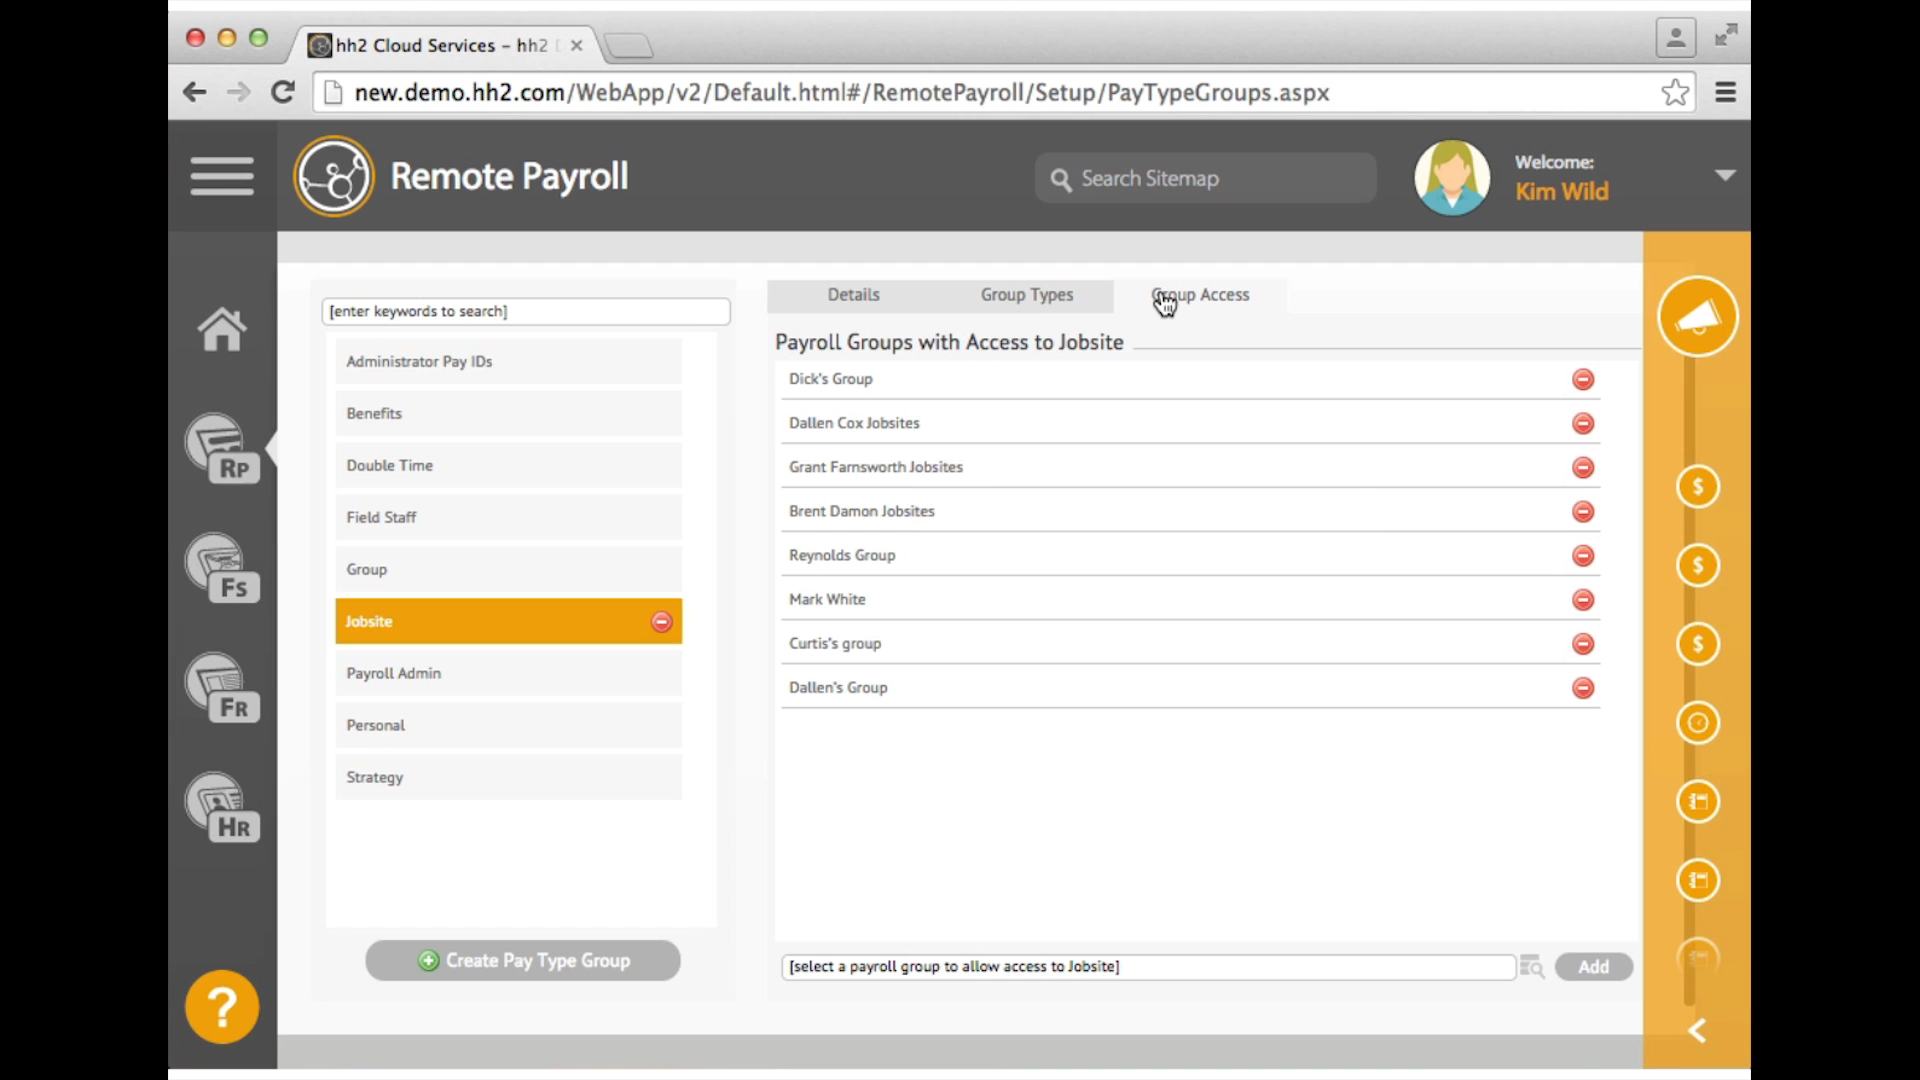 hh2 Cloud Services – hh2
new.demo.hh2.com/WebApp/v2/Default.html#/RemotePayroll/Setup/PayTypeGroups.aspx
Remote Payroll
Search Sitemap
Welcome:
Kim Wild
[enter keywords to search]
Administrator Pay IDs
Benefits
Double Time
Field Staff
Group
Jobsite
Payroll Admin
Personal
Strategy
Create Pay Type Group
Details
Group Types
Group Access
Payroll Groups with Access to Jobsite
Dick's Group
Dallen Cox Jobsites
Grant Farnsworth Jobsites
Brent Damon Jobsites
Reynolds Group
Mark White
Curtis's group
Dallen's Group
[select a payroll group to allow access to Jobsite]
Add
RP
FS
FR
HR
?
$
$
$